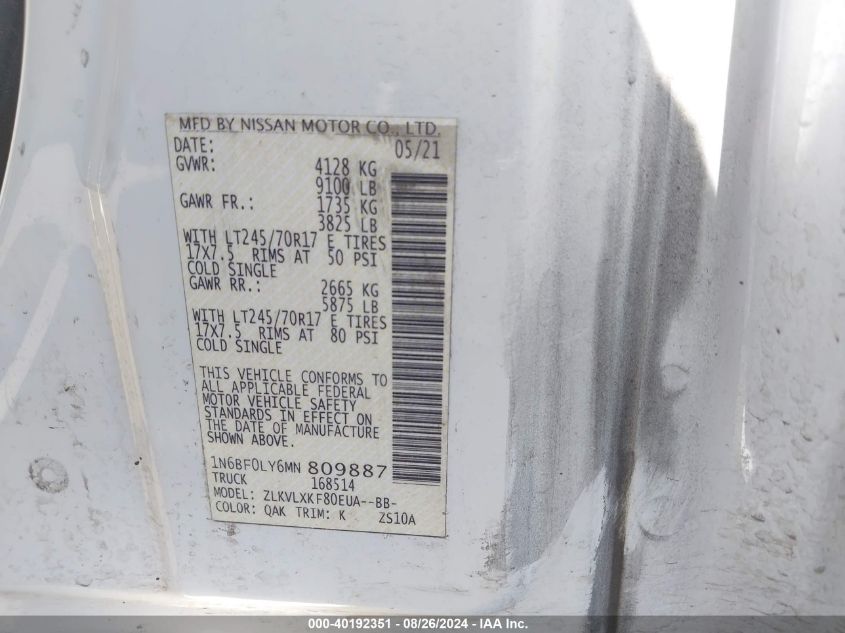 MFD BY NISSAN MOTOR CO., LTD.
DATE: 05/21
GVWR: 4128 KG
9100 LB
GAWR FR.: 1735 KG
3825 LB
WITH LT245/70R17 E TIRES
17X7.5 RIMS AT 50 PSI
COLD SINGLE
GAWR RR.: 2665 KG
5875 LB
WITH LT245/70R17 E TIRES
17X7.5 RIMS AT 80 PSI
COLD SINGLE
THIS VEHICLE CONFORMS TO
ALL APPLICABLE FEDERAL
MOTOR VEHICLE SAFETY
STANDARDS IN EFFECT ON
THE DATE OF MANUFACTURE
SHOWN ABOVE.
1N6BF0LY6MN 809887
TRUCK 168514
MODEL: ZLKVLXKF80EUA--BB-
COLOR: QAK TRIM: K ZS10A
000-40192351 - 08/26/2024 - IAA Inc.